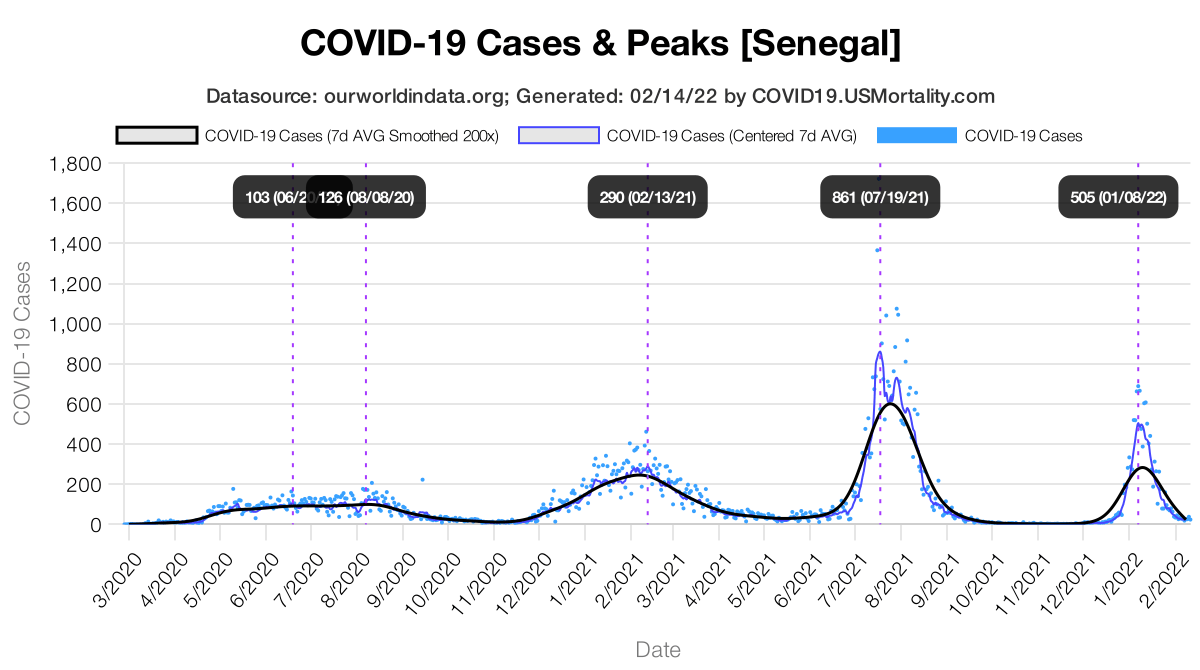 COVID-19 Cases & Peaks [Senegal]
Datasource: ourworldindata.org; Generated: 02/14/22 by COVID19.USMortality.com
COVID-19 Cases (7d AVG Smoothed 200x) COVID-19 Cases (Centered 7d AVG) COVID-19 Cases
1,800
1,600
1,400
1,200
1,000
800
600
400
200
0
COVID-19 Cases
103 126 (08/08/20) 290 (02/13/21) 861 (07/19/21) 505 (01/08/22)
3/2020 4/2020 5/2020 6/2020 7/2020 8/2020 9/2020 10/2020 11/2020 12/2020 1/2021 2/2021 3/2021 4/2021 5/2021 6/2021 7/2021 8/2021 9/2021 10/2021 11/2021 12/2021 1/2022 2/2022
Date